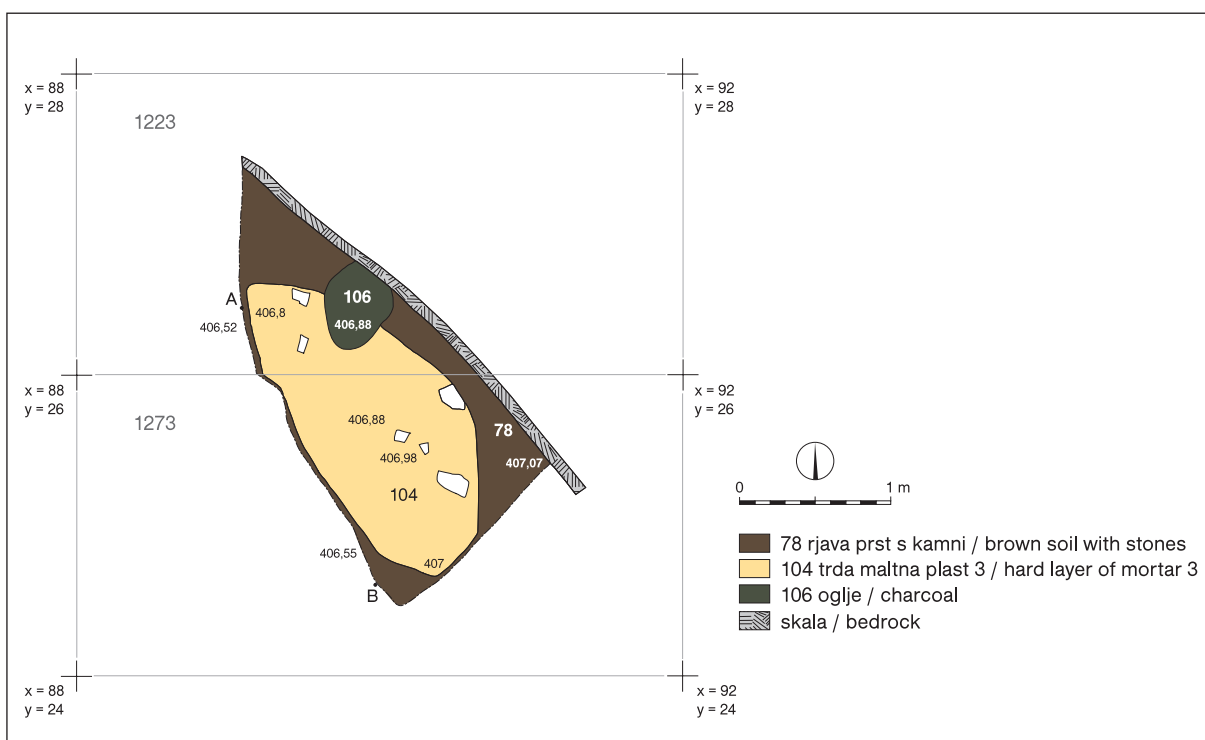 x = 88
y = 28
x = 92
y = 28
1223
106
A
406,8
406,88
406,52
x = 88
y = 26
x = 92
y = 26
1273
406,88
78
406,98
407,07
104
0
1 m
406,55
407
B
78 rjava prst s kamni / brown soil with stones
104 trda maltna plast 3 / hard layer of mortar 3
106 oglje / charcoal
skala / bedrock
x = 88
y = 24
x = 92
y = 24